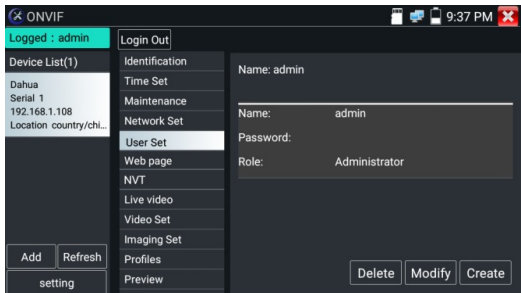 ONVIF
9:37 PM
Logged : admin
Login Out
Device List(1)
Dahua
Serial 1
192.168.1.108
Location country/chi...
Identification
Time Set
Maintenance
Network Set
User Set
Web page
NVT
Live video
Video Set
Imaging Set
Profiles
Preview
Name: admin
Name: admin
Password:
Role: Administrator
Add
Refresh
setting
Delete
Modify
Create